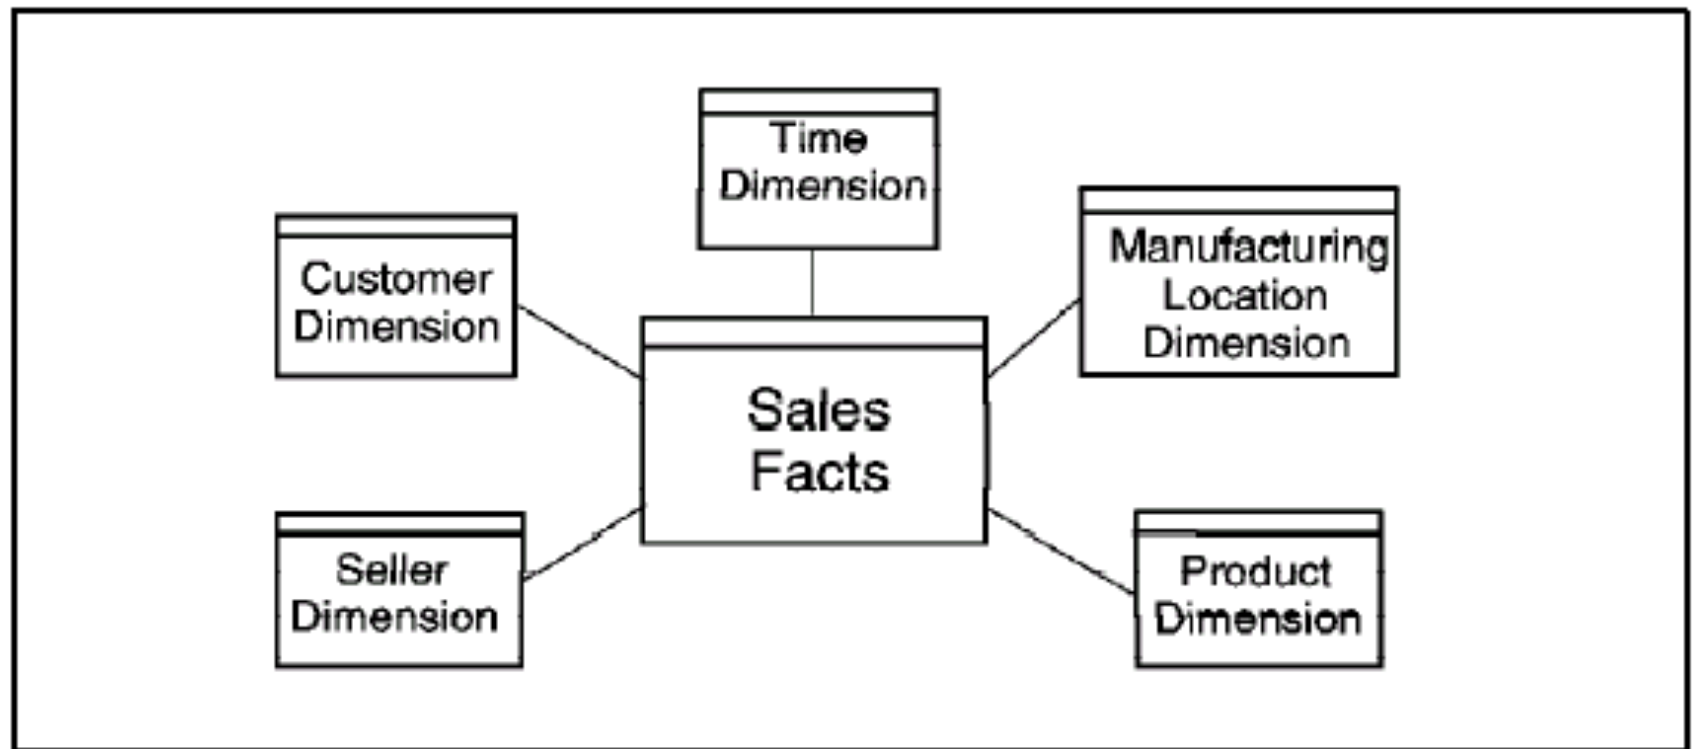 Time
Dimension
Customer
Dimension
Manufacturing
Location
Dimension
Sales
Facts
Seller
Dimension
Product
Dimension